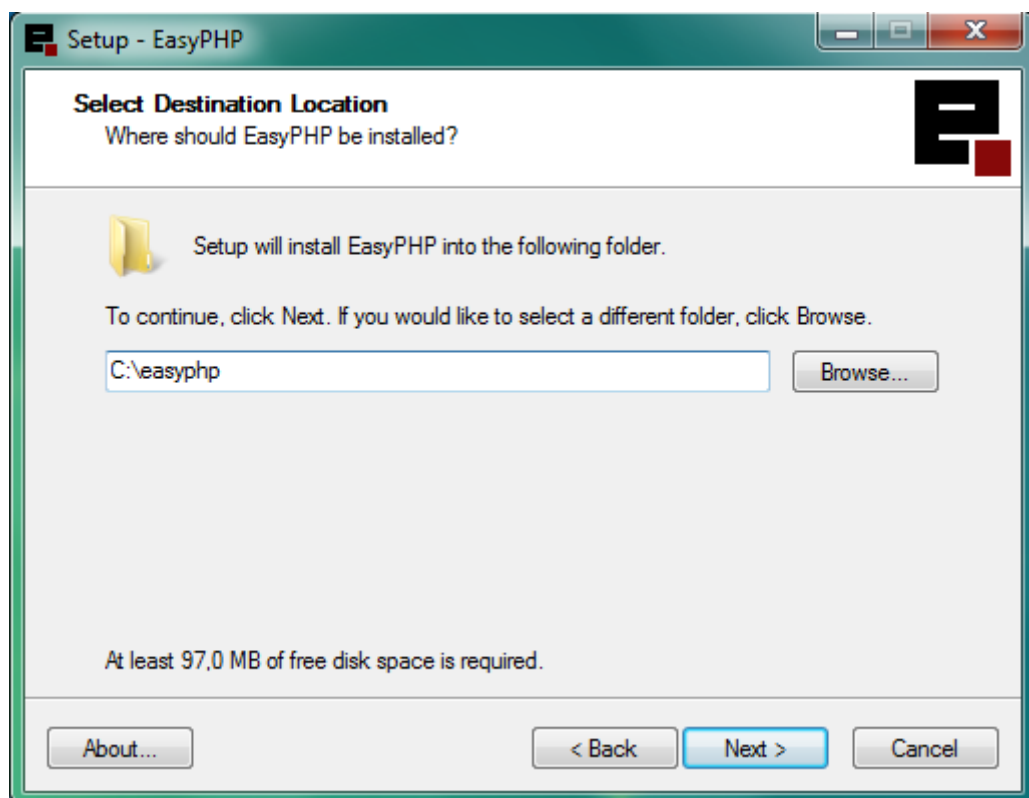 Setup - EasyPHP
Select Destination Location
Where should EasyPHP be installed?
Setup will install EasyPHP into the following folder.
To continue, click Next. If you would like to select a different folder, click Browse.
C:\easyphp
Browse...
At least 97,0 MB of free disk space is required.
About...
< Back
Next >
Cancel